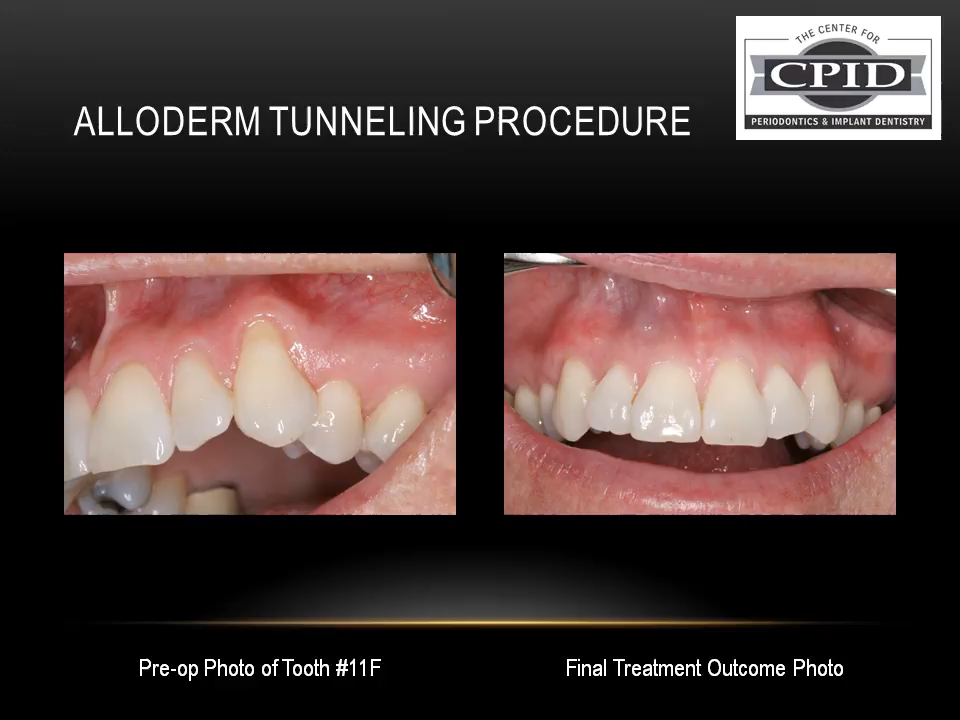 THE CENTER FOR
CPID
PERIODONTICS & IMPLANT DENTISTRY
ALLODERM TUNNELING PROCEDURE
Pre-op Photo of Tooth #11F
Final Treatment Outcome Photo